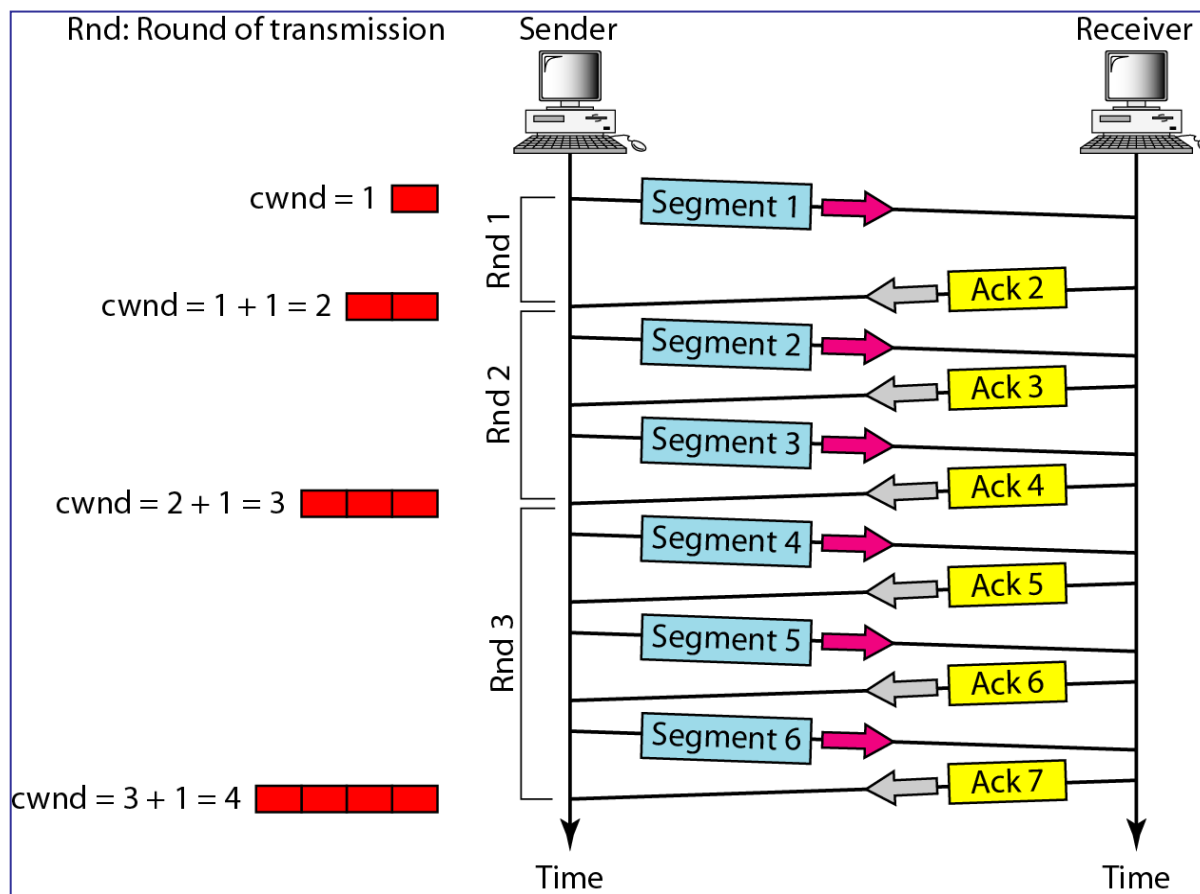 Rnd: Round of transmission
Sender
Receiver
cwnd = 1
Rnd 1
Segment 1
Ack 2
cwnd = 1 + 1 = 2
Rnd 2
Segment 2
Ack 3
Segment 3
Ack 4
cwnd = 2 + 1 = 3
Rnd 3
Segment 4
Ack 5
Segment 5
Ack 6
Segment 6
Ack 7
cwnd = 3 + 1 = 4
Time
Time